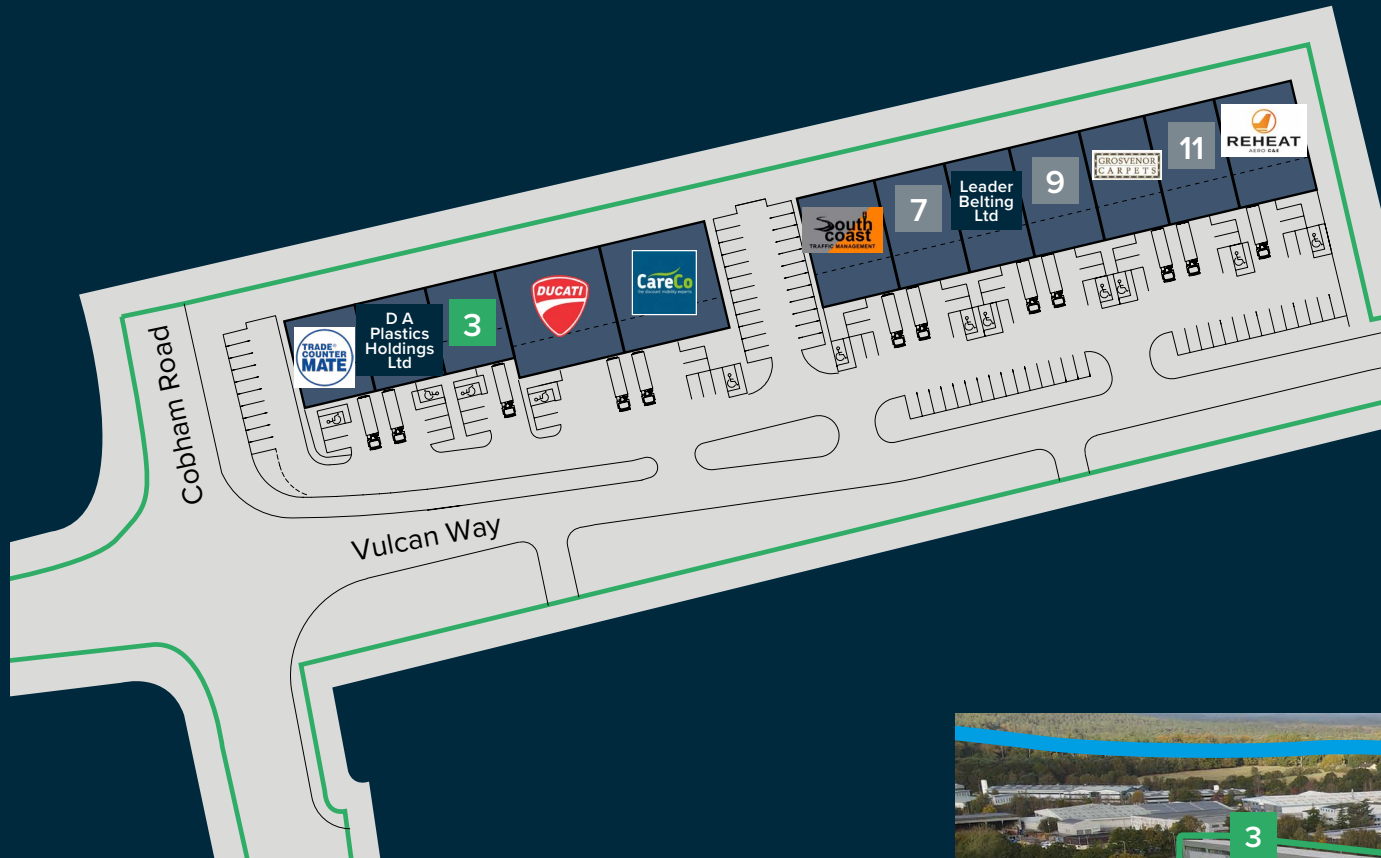 REHEAT
AERO C&E
11
GROSVENOR
CARPETS
9
Leader
Belting
Ltd
7
South
coast
TRAFFIC MANAGEMENT
CareCo
the discount mobility experts
DUCATI
3
D A
Plastics
Holdings
Ltd
TRADE
COUNTER
MATE
Cobham Road
Vulcan Way
3